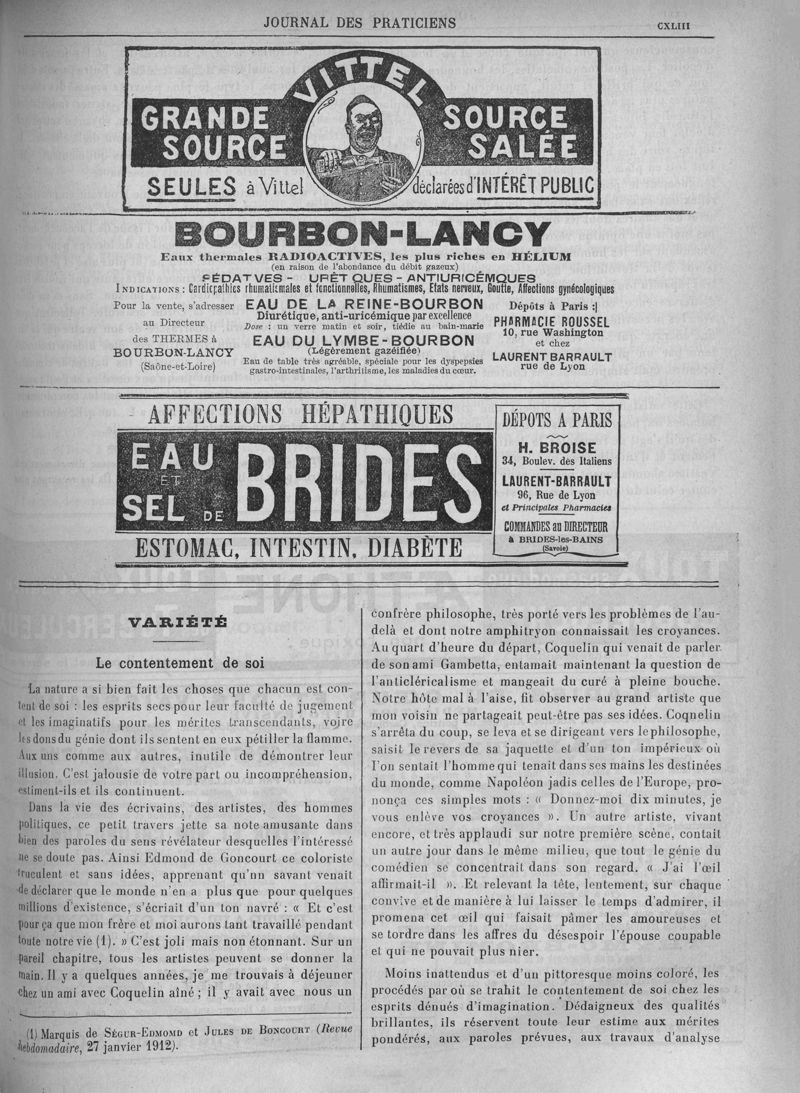 JOURNAL DES PRATICIENS
CXLIII
VITTEL
GRANDE SOURCE
SOURCE SALÉE
SEULES à Vittel déclarées d'INTÉRÊT PUBLIC
BOURBON-LANCY
Eaux thermales RADIOACTIVES, les plus riches en HÉLIUM
(en raison de l'abondance du débit gazeux)
SÉDATVES - URÉT QUES - ANTIURICÉMIQUES
INDICATIONS : Cardiopathies rhumatismales et fonctionnelles, Rhumatismes, Etats nerveux, Goutte, Affections gynécologiques
Pour la vente, s'adresser
au Directeur
des THERMES à
BOURBON-LANCY
(Saône-et-Loire)
EAU DE LA REINE-BOURBON
Diurétique, anti-uricémique par excellence
Dose : un verre matin et soir, tiédie au bain-marie
EAU DU LYMBE-BOURBON
(Légèrement gazéifiée)
Eau de table très agréable, spéciale pour les dyspepsies
gastro-intestinales, l'arthritisme, les maladies du cœur.
Dépôts à Paris :
PHARMACIE ROUSSEL
10, rue Washington
et chez
LAURENT BARRAULT
rue de Lyon
AFFECTIONS HÉPATHIQUES
EAU
ET
SEL DE
BRIDES
ESTOMAC, INTESTIN, DIABÈTE
DÉPOTS A PARIS
H. BROISE
34, Boulev. des Italiens
LAURENT-BARRAULT
96, Rue de Lyon
et Principales Pharmacies
COMMANDES au DIRECTEUR
à BRIDES-les-BAINS
(Savoie)
VARIÉTÉ
Le contentement de soi
La nature a si bien fait les choses que chacun est con-
tent de soi : les esprits secs pour leur faculté de jugement
et les imaginatifs pour les mérites transcendants, voire
les dons du génie dont ils sentent en eux pétiller la flamme.
Aux uns comme aux autres, inutile de démontrer leur
illusion. C'est jalousie de votre part ou incompréhension,
estiment-ils et ils continuent.
Dans la vie des écrivains, des artistes, des hommes
politiques, ce petit travers jette sa note amusante dans
bien des paroles du sens révélateur desquelles l'intéressé
ne se doute pas. Ainsi Edmond de Goncourt ce coloriste
truculent et sans idées, apprenant qu'un savant venait
de déclarer que le monde n'en a plus que pour quelques
millions d'existence, s'écriait d'un ton navré : « Et c'est
pour ça que mon frère et moi aurons tant travaillé pendant
toute notre vie (1). » C'est joli mais non étonnant. Sur un
pareil chapitre, tous les artistes peuvent se donner la
main. Il y a quelques années, je me trouvais à déjeuner
chez un ami avec Coquelin aîné ; il y avait avec nous un
(1) Marquis de SÉGUR-EDMOMD et JULES DE BONCOURT (Revue
hebdomadaire, 27 janvier 1912).
confrère philosophe, très porté vers les problèmes de l'au-
delà et dont notre amphitryon connaissait les croyances.
Au quart d'heure du départ, Coquelin qui venait de parler
de son ami Gambetta, entamait maintenant la question de
l'anticléricalisme et mangeait du curé à pleine bouche.
Notre hôte mal à l'aise, fit observer au grand artiste que
mon voisin ne partageait peut-être pas ses idées. Coqnelin
s'arrêta du coup, se leva et se dirigeant vers le philosophe,
saisit le revers de sa jaquette et d'un ton impérieux où
l'on sentait l'homme qui tenait dans ses mains les destinées
du monde, comme Napoléon jadis celles de l'Europe, pro-
nonça ces simples mots : « Donnez-moi dix minutes, je
vous enlève vos croyances ». Un autre artiste, vivant
encore, et très applaudi sur notre première scène, contait
un autre jour dans le même milieu, que tout le génie du
comédien se concentrait dans son regard. « J'ai l'œil
affirmait-il ». Et relevant la tête, lentement, sur chaque
convive et de manière à lui laisser le temps d'admirer, il
promena cet œil qui faisait pâmer les amoureuses et
se tordre dans les affres du désespoir l'épouse coupable
et qui ne pouvait plus nier.
Moins inattendus et d'un pittoresque moins coloré, les
procédés par où se trahit le contentement de soi chez les
esprits dénués d'imagination. Dédaigneux des qualités
brillantes, ils réservent toute leur estime aux mérites
pondérés, aux paroles prévues, aux travaux d'analyse